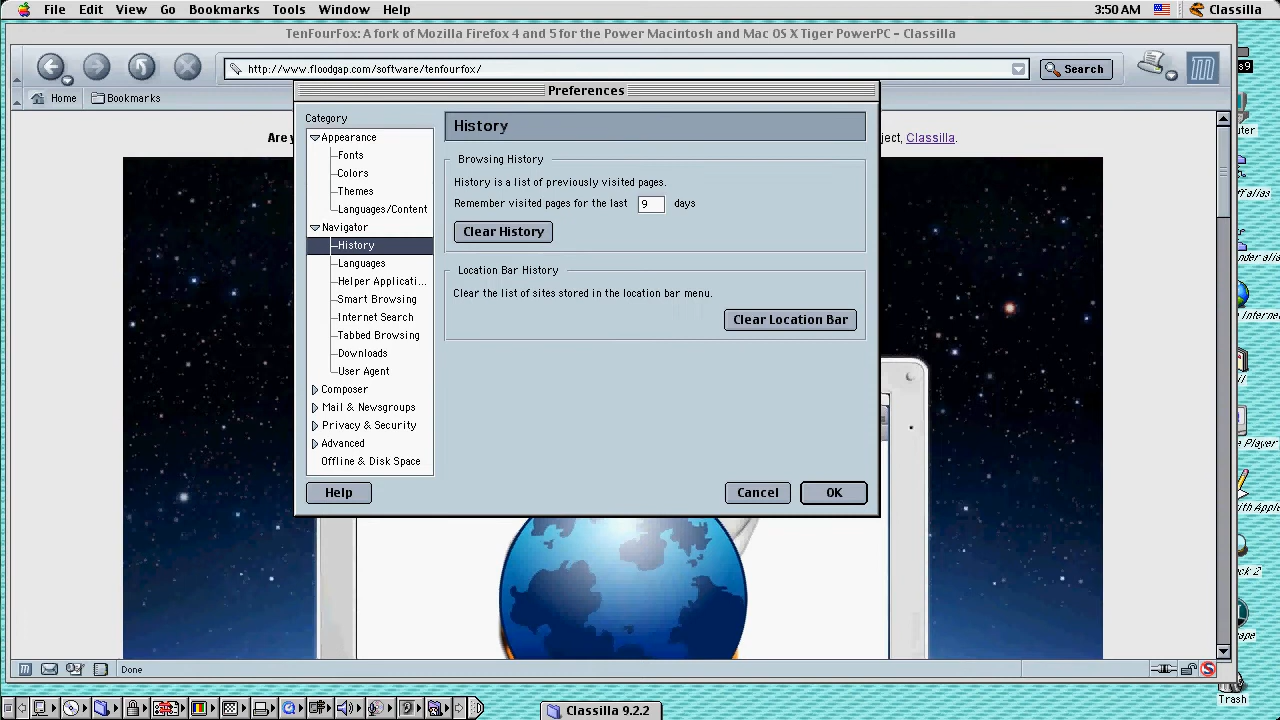 File Edit View Go Bookmarks Tools Window Help 3:50 AM Classilla
TenFourFox: A fork of Mozilla Firefox 4 and 5 for the Power Macintosh and Mac OS X Tiger PowerPC - Classilla
http://www.floodgap.com/software/tenfourfox/
Search
Home Bookmarks
Preferences
Category
Appearance
Fonts
Colors
Themes
Languages/Content
Navigator
History
Languages
Helper Applicati...
Smart Browsing
Internet Search
Tabbed Browsing
Downloads
User Agent
Composer
Mail &
Privacy & Security
Advanced
Offline & Disk Space
History
Browsing History
History is a list of previously visited pages.
Remember visited pages for the last 9 days
Clear History
Location Bar History
Clear the list of sites in the location bar menu.
Clear Location Bar
Help
Cancel
OK
Classilla.
Done
Trash
Classilla 9.2.2